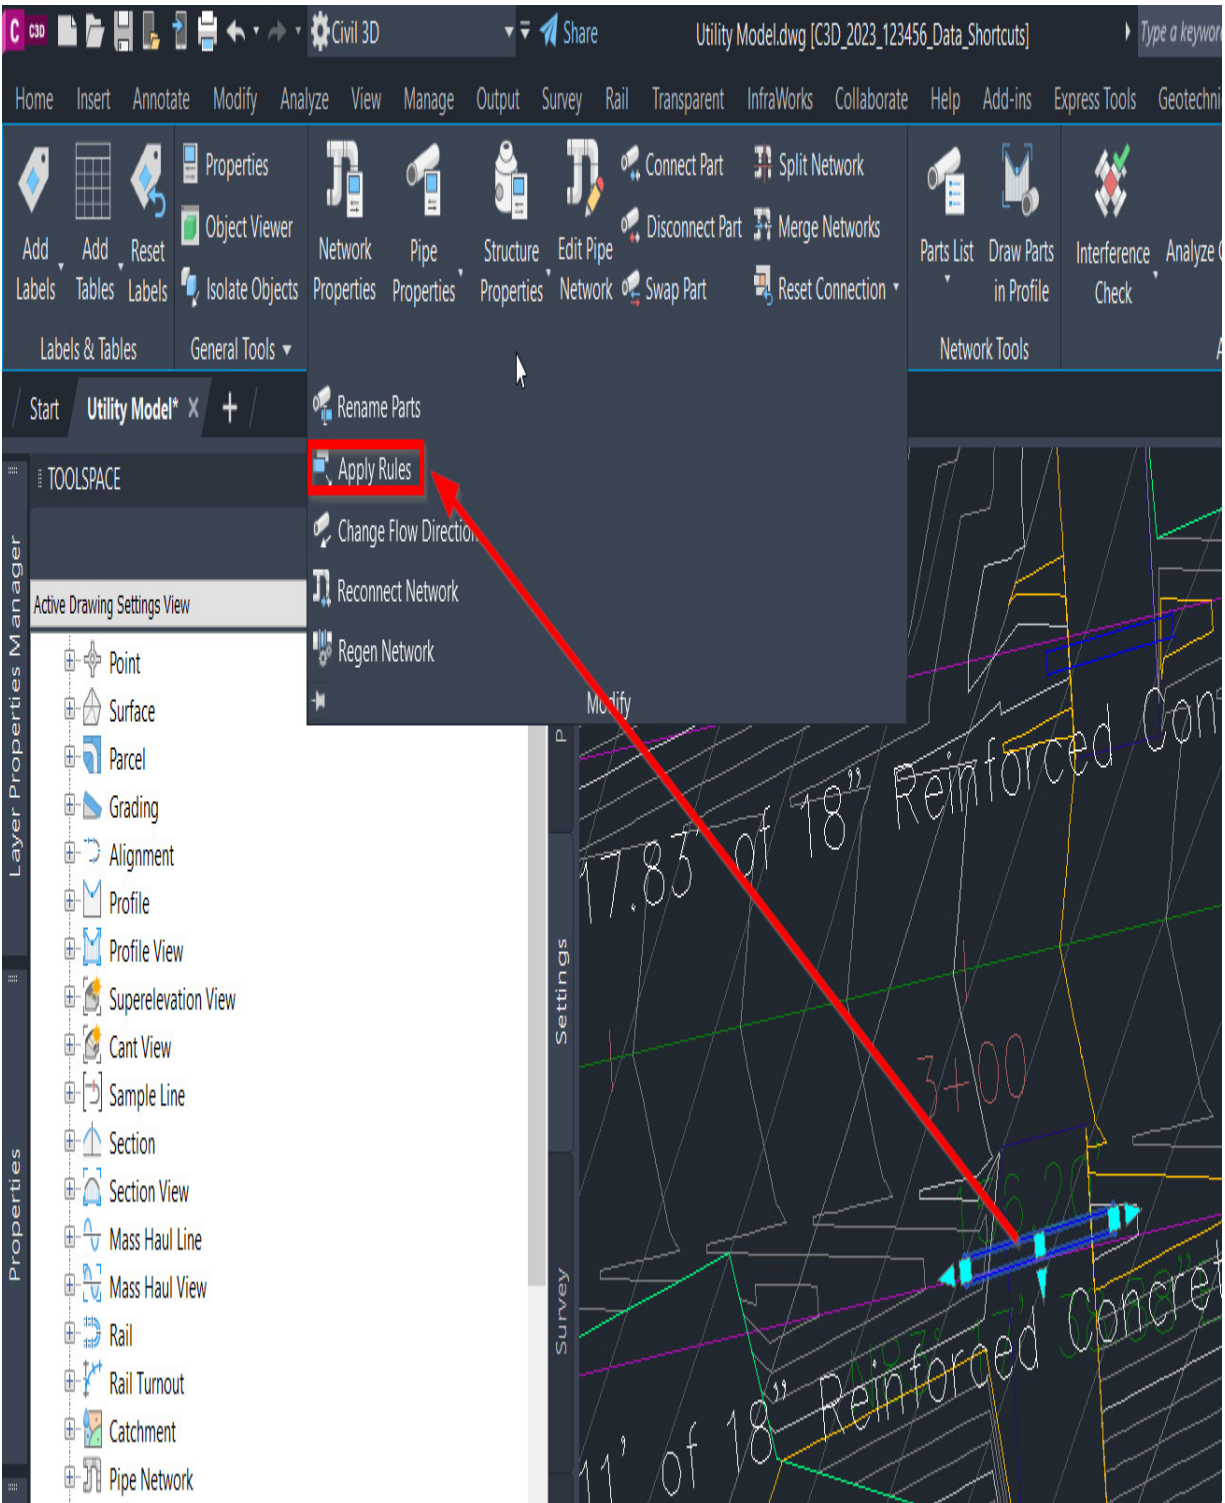 C C3D Civil 3D Share Utility Model.dwg [C3D_2023_123456_Data_Shortcuts] Type a keywor
Home Insert Annotate Modify Analyze View Manage Output Survey Rail Transparent InfraWorks Collaborate Help Add-ins Express Tools Geotechni
Add Labels
Add Tables
Reset Labels
Labels & Tables
Properties
Object Viewer
Isolate Objects
General Tools
Network Properties
Pipe Properties
Structure Properties
Edit Pipe Network
Connect Part
Disconnect Part
Swap Part
Split Network
Merge Networks
Reset Connection
Parts List
Draw Parts in Profile
Network Tools
Interference Check
Analyze
A
Rename Parts
Apply Rules
Change Flow Direction
Reconnect Network
Regen Network
Modify
Start Utility Model*
TOOLSPACE
Active Drawing Settings View
Point
Surface
Parcel
Grading
Alignment
Profile
Profile View
Superelevation View
Cant View
Sample Line
Section
Section View
Mass Haul Line
Mass Haul View
Rail
Rail Turnout
Catchment
Pipe Network
Layer Properties Manager
Properties
P
Settings
Survey
17.83' of 18" Reinforced Con
3+00
11' of 18" Reinforced Concret